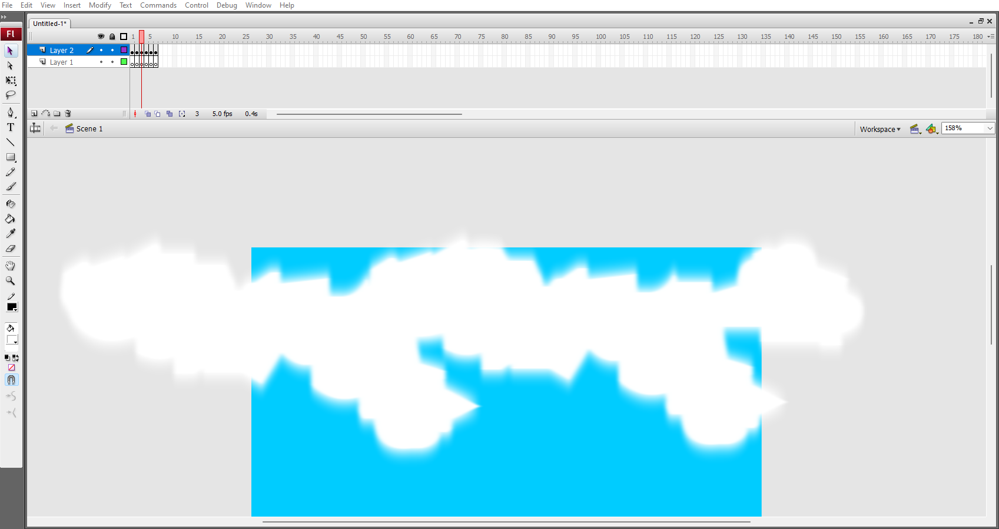 File Edit View Insert Modify Text Commands Control Debug Window Help
Untitled-1*
Fl
1 5 10 15 20 25 30 35 40 45 50 55 60 65 70 75 80 85 90 95 100 105 110 115 120 125 130 135 140 145 150 155 160 165 170 175 180
Layer 2
Layer 1
3 5.0 fps 0.4s
Scene 1 Workspace 158%
T